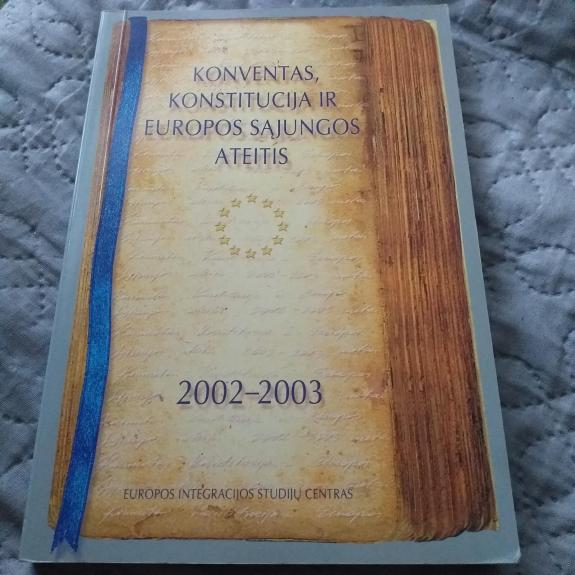 KONVENTAS,
KONSTITUCIJA IR
EUROPOS SĄJUNGOS
ATEITIS
2002–2003
EUROPOS INTEGRACIJOS STUDIJŲ CENTRAS